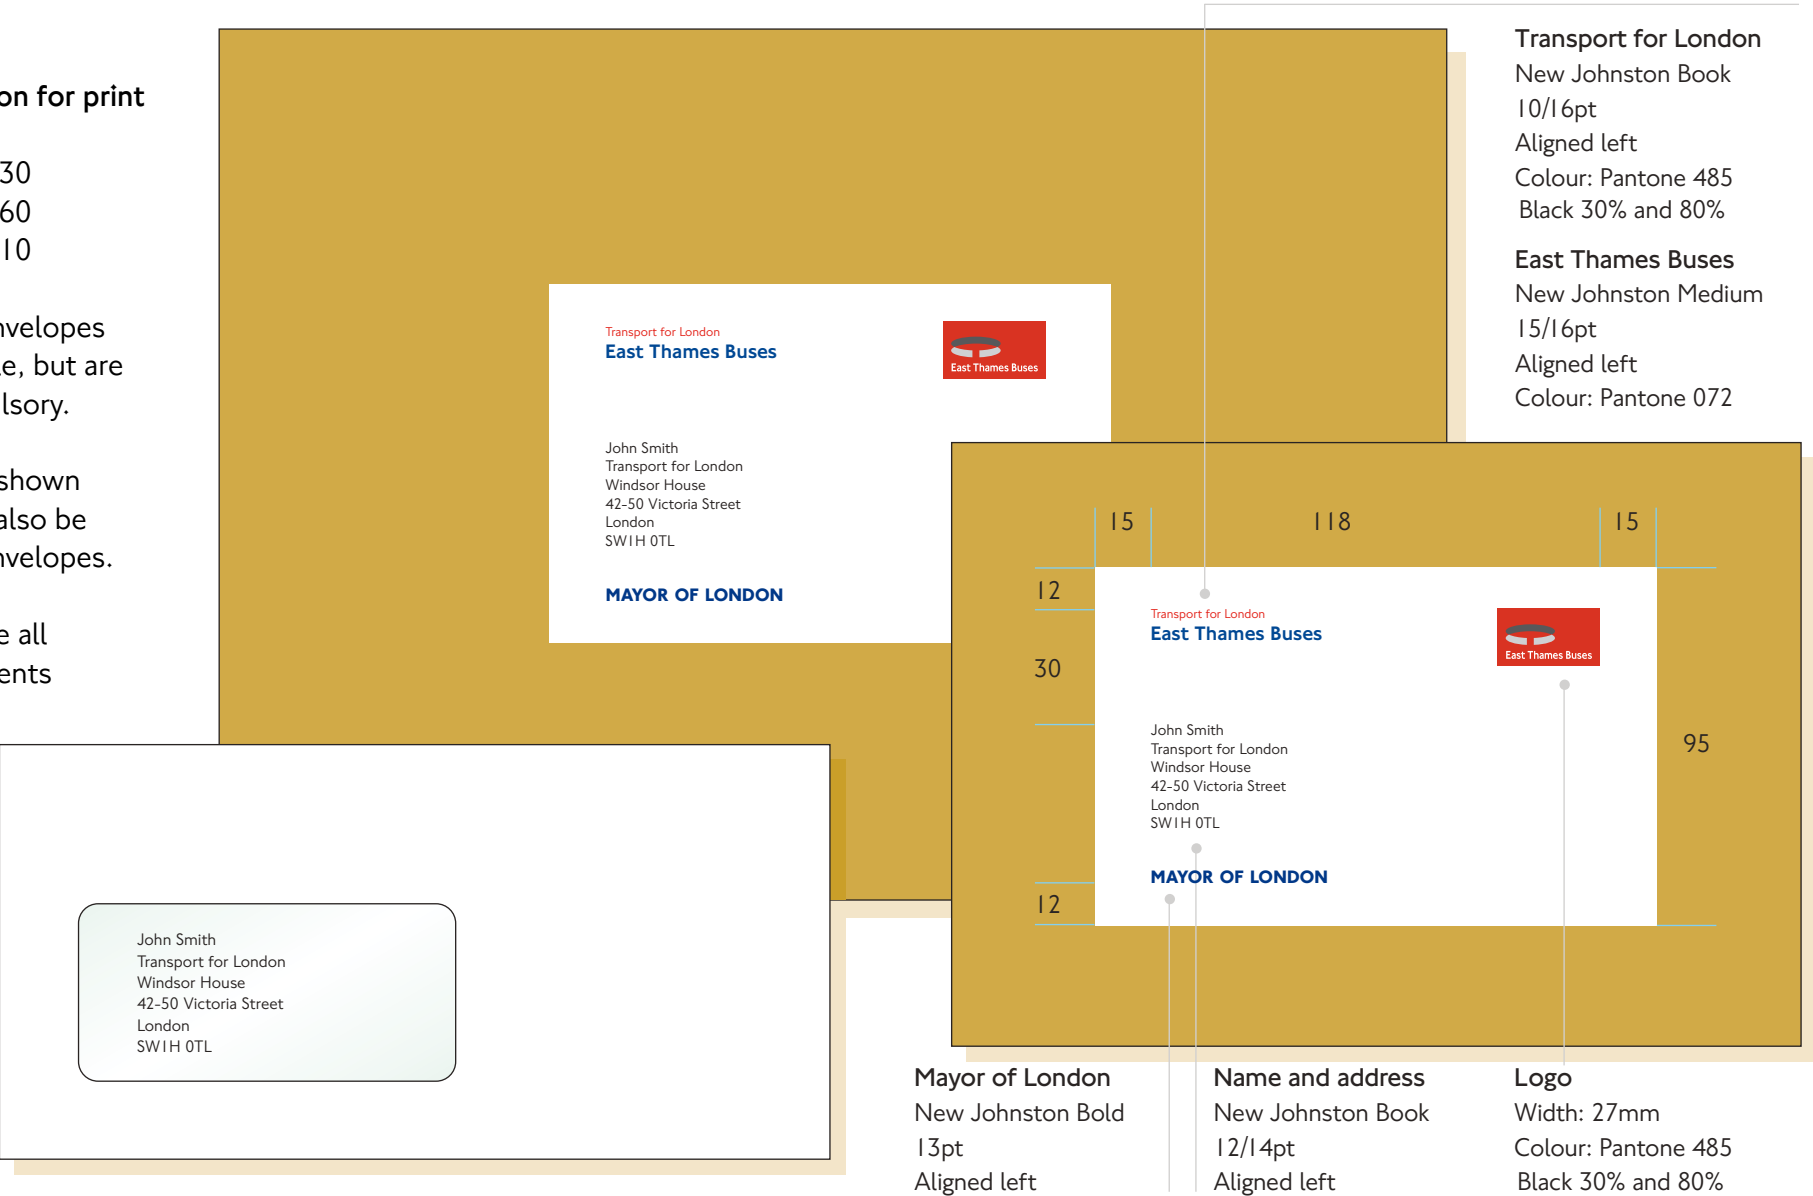 on for print
30
60
10
nvelopes
e, but are
lsory.
shown
also be
nvelopes.
e all
ents
Transport for London
East Thames Buses
East Thames Buses
John Smith
Transport for London
Windsor House
42-50 Victoria Street
London
SW1H 0TL
MAYOR OF LONDON
Transport for London
New Johnston Book
10/16pt
Aligned left
Colour: Pantone 485
Black 30% and 80%
East Thames Buses
New Johnston Medium
15/16pt
Aligned left
Colour: Pantone 072
15
118
15
12
30
12
95
Transport for London
East Thames Buses
East Thames Buses
John Smith
Transport for London
Windsor House
42-50 Victoria Street
London
SW1H 0TL
MAYOR OF LONDON
John Smith
Transport for London
Windsor House
42-50 Victoria Street
London
SW1H 0TL
Mayor of London
New Johnston Bold
13pt
Aligned left
Name and address
New Johnston Book
12/14pt
Aligned left
Logo
Width: 27mm
Colour: Pantone 485
Black 30% and 80%